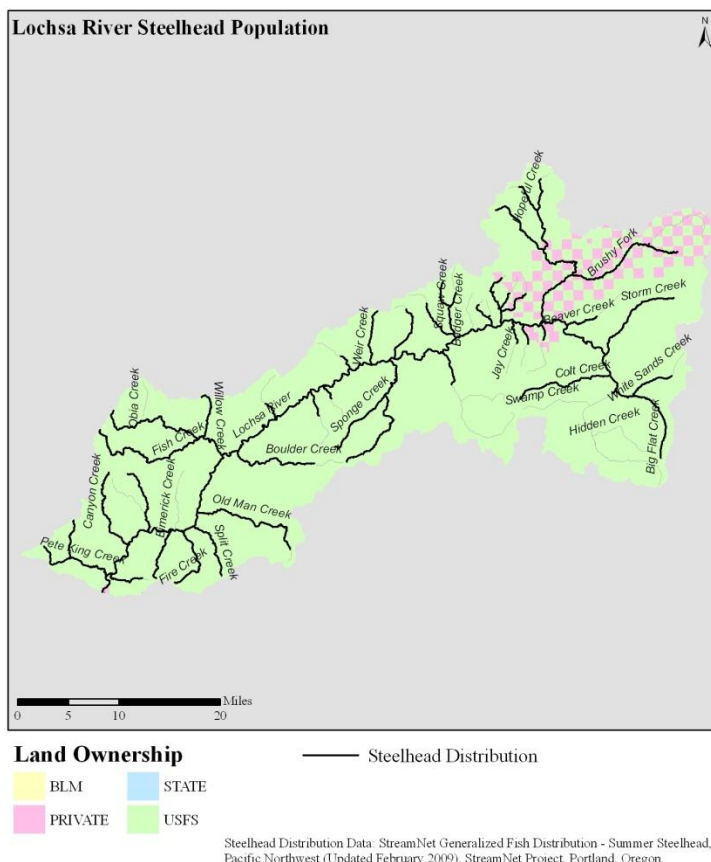 Lochsa River Steelhead Population
N
Hopeful Creek
Brushy Fork
Squaw Creek
Badger Creek
Beaver Creek
Storm Creek
Weir Creek
Jay Creek
Colt Creek
White Sands Creek
Swamp Creek
Obia Creek
Willow Creek
Lochsa River
Sponge Creek
Hidden Creek
Fish Creek
Boulder Creek
Big Flat Creek
Canyon Creek
Bimerick Creek
Old Man Creek
Pete King Creek
Fire Creek
Split Creek
Miles
0 5 10 20
Land Ownership
Steelhead Distribution
BLM STATE
PRIVATE USFS
Steelhead Distribution Data: StreamNet Generalized Fish Distribution - Summer Steelhead,
Pacific Northwest (Updated February 2009). StreamNet Project, Portland, Oregon